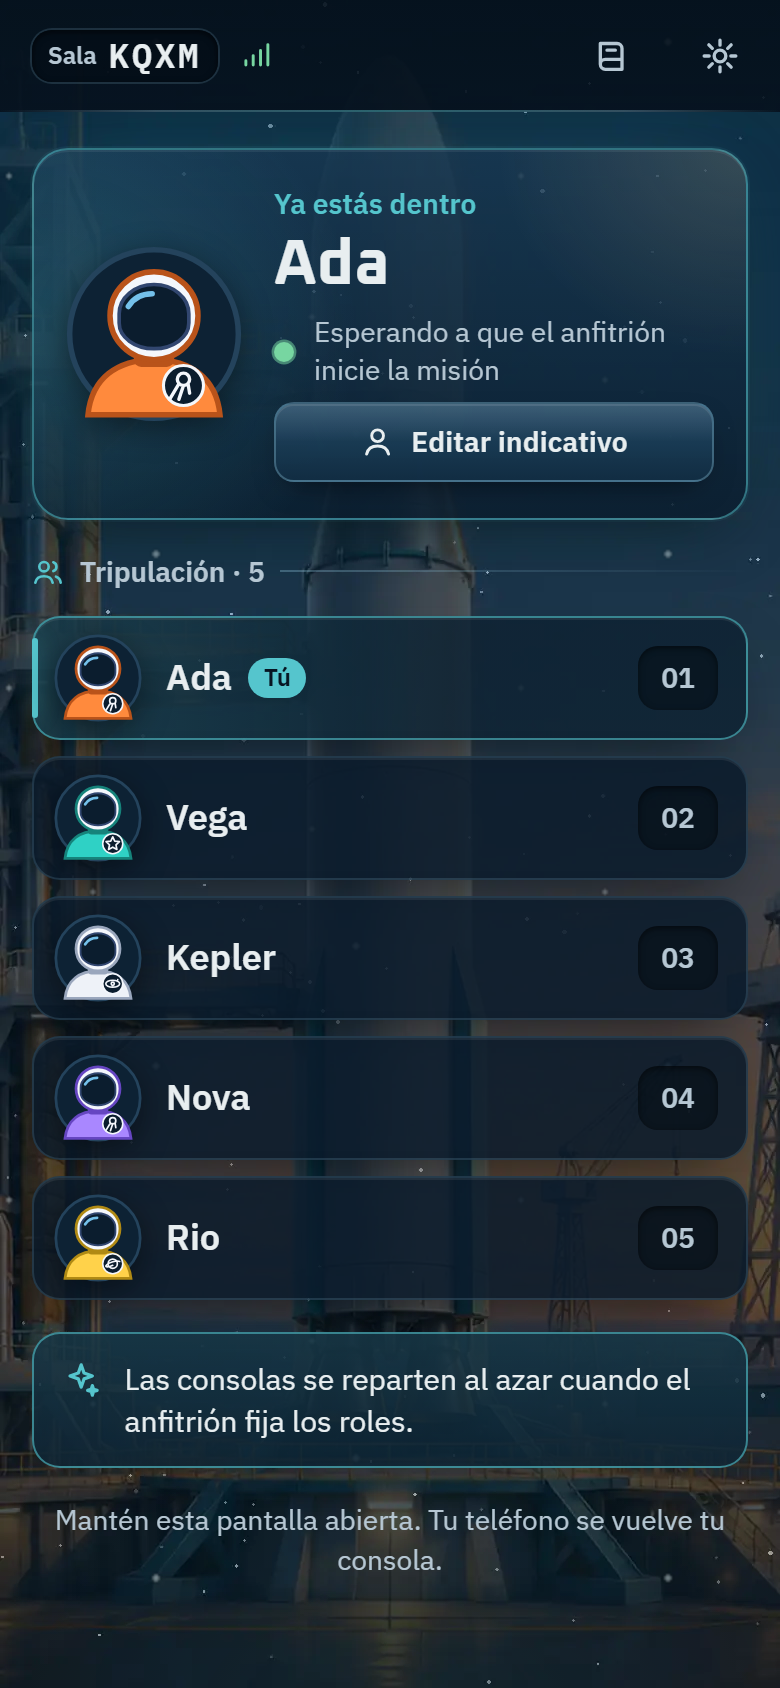 Sala KQXM
Ya estás dentro
Ada
Esperando a que el anfitrión
inicie la misión
Editar indicativo
Tripulación · 5
Ada Tú 01
Vega 02
Kepler 03
Nova 04
Rio 05
Las consolas se reparten al azar cuando el
anfitrión fija los roles.
Mantén esta pantalla abierta. Tu teléfono se vuelve tu
consola.